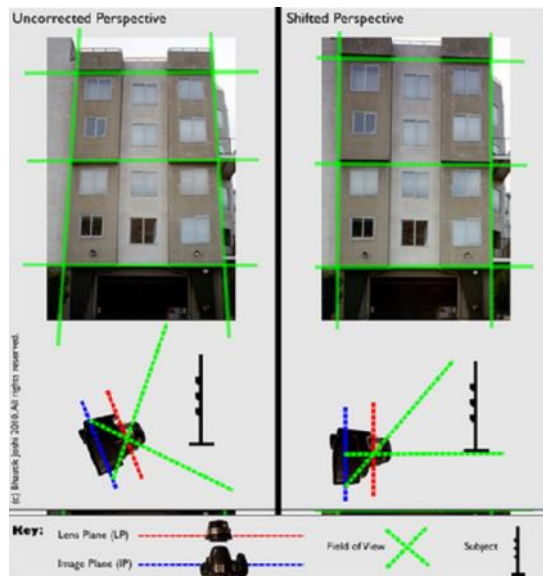 Uncorrected Perspective
Shifted Perspective
(c) Bhautik Joshi 2010. All rights reserved.
Key:
Lens Plane (LP)
Image Plane (IP)
Field of View
Subject